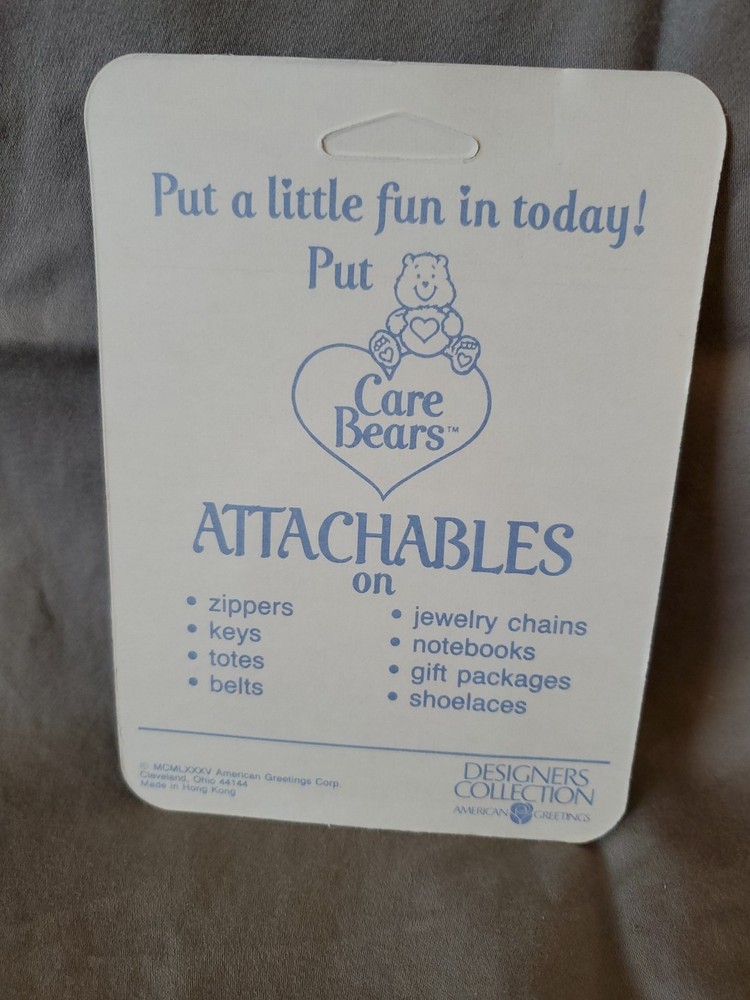 Put a little fun in today!
Put
Care
Bears™
ATTACHABLES
on
• zippers
• keys
• totes
• belts
• jewelry chains
• notebooks
• gift packages
• shoelaces
© MCMLXXXV American Greetings Corp.
Cleveland, Ohio 44144
Made in Hong Kong
DESIGNERS
COLLECTION
AMERICAN GREETINGS